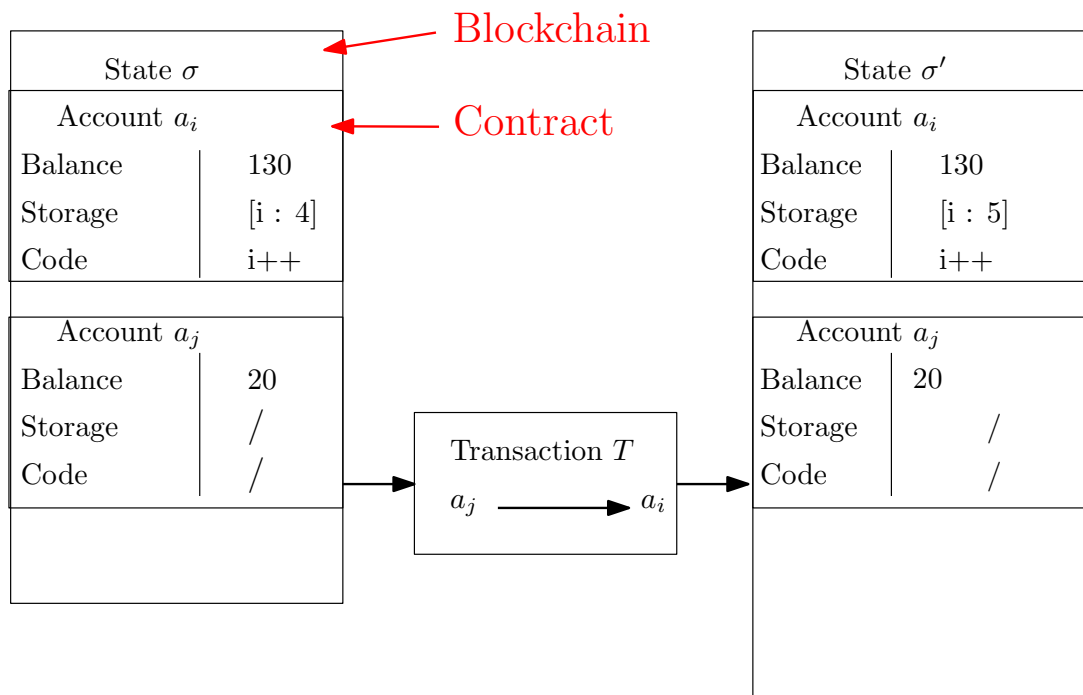 Blockchain
State σ
Account a_i
Contract
Balance 130
Storage [i : 4]
Code i++
Account a_j
Balance 20
Storage /
Code /
Transaction T
a_j a_i
State σ′
Account a_i
Balance 130
Storage [i : 5]
Code i++
Account a_j
Balance 20
Storage /
Code /